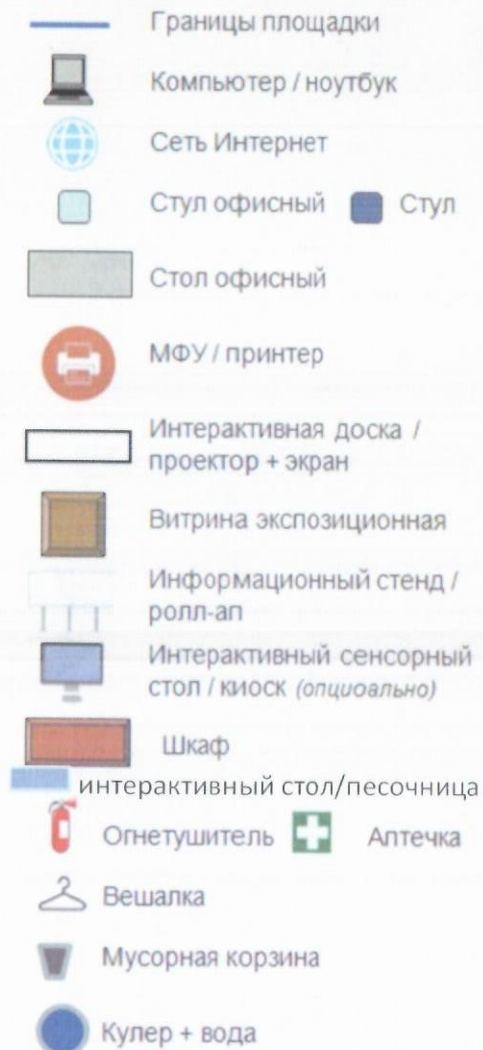 Границы площадки
Компьютер / ноутбук
Сеть Интернет
Стул офисный Стул
Стол офисный
МФУ / принтер
Интерактивная доска /
проектор + экран
Витрина экспозиционная
Информационный стенд /
ролл-ап
Интерактивный сенсорный
стол / киоск (опциоально)
Шкаф
интерактивный стол/песочница
Огнетушитель Аптечка
Вешалка
Мусорная корзина
Кулер + вода